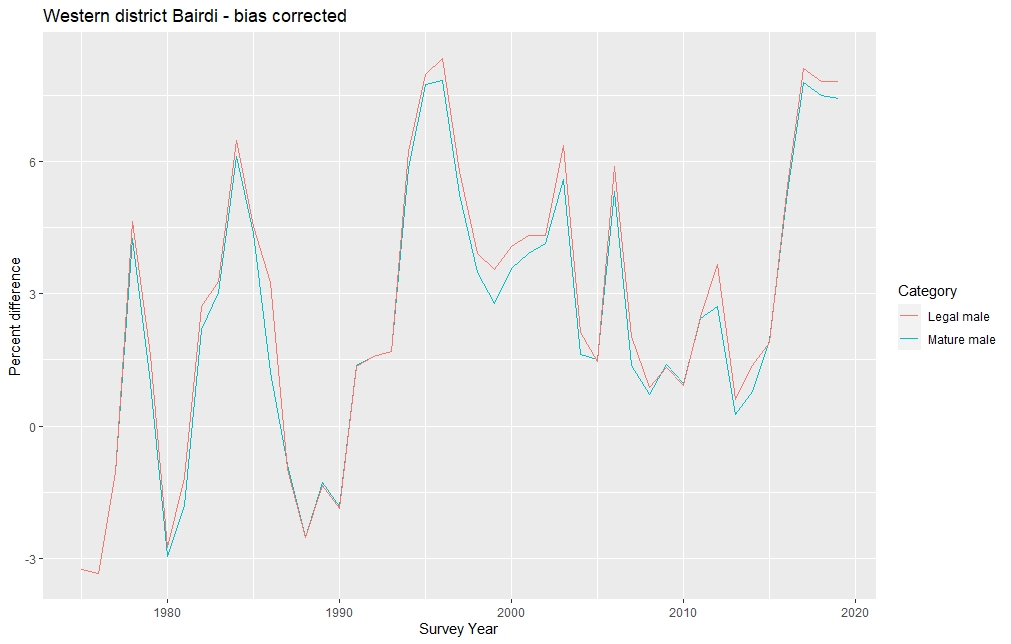 Western district Bairdi - bias corrected
Percent difference
6
3
0
-3
1980
1990
2000
2010
2020
Survey Year
Category
Legal male
Mature male